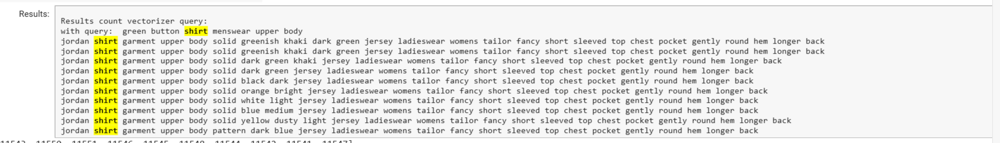 Results:
Results count vectorizer query:
with query:  green button shirt menswear upper body
jordan shirt garment upper body solid greenish khaki dark green jersey ladieswear womens tailor fancy short sleeved top chest pocket gently round hem longer back
jordan shirt garment upper body solid greenish khaki dark green jersey ladieswear womens tailor fancy short sleeved top chest pocket gently round hem longer back
jordan shirt garment upper body solid dark green khaki jersey ladieswear womens tailor fancy short sleeved top chest pocket gently round hem longer back
jordan shirt garment upper body solid dark green jersey ladieswear womens tailor fancy short sleeved top chest pocket gently round hem longer back
jordan shirt garment upper body solid black dark jersey ladieswear womens tailor fancy short sleeved top chest pocket gently round hem longer back
jordan shirt garment upper body solid orange bright jersey ladieswear womens tailor fancy short sleeved top chest pocket gently round hem longer back
jordan shirt garment upper body solid white light jersey ladieswear womens tailor fancy short sleeved top chest pocket gently round hem longer back
jordan shirt garment upper body solid blue medium jersey ladieswear womens tailor fancy short sleeved top chest pocket gently round hem longer back
jordan shirt garment upper body solid yellow dusty light jersey ladieswear womens tailor fancy short sleeved top chest pocket gently round hem longer back
jordan shirt garment upper body pattern dark blue jersey ladieswear womens tailor fancy short sleeved top chest pocket gently round hem longer back